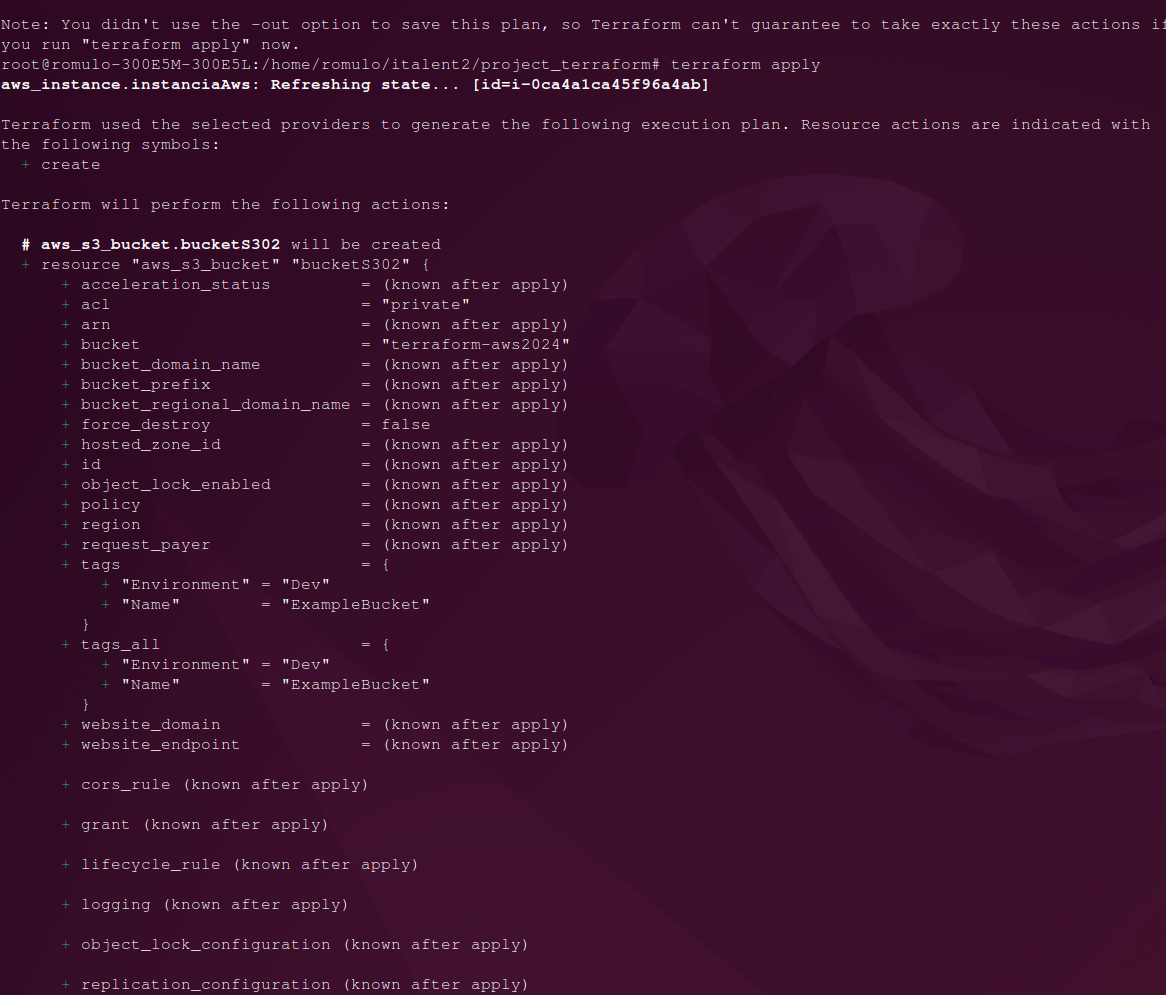 Note: You didn't use the -out option to save this plan, so Terraform can't guarantee to take exactly these actions if
you run "terraform apply" now.
root@romulo-300E5M-300E5L:/home/romulo/italent2/project_terraform# terraform apply
aws_instance.instanciaAws: Refreshing state... [id=i-0ca4a1ca45f96a4ab]

Terraform used the selected providers to generate the following execution plan. Resource actions are indicated with
the following symbols:
  + create

Terraform will perform the following actions:

  # aws_s3_bucket.bucketS302 will be created
  + resource "aws_s3_bucket" "bucketS302" {
      + acceleration_status         = (known after apply)
      + acl                         = "private"
      + arn                         = (known after apply)
      + bucket                      = "terraform-aws2024"
      + bucket_domain_name          = (known after apply)
      + bucket_prefix               = (known after apply)
      + bucket_regional_domain_name = (known after apply)
      + force_destroy               = false
      + hosted_zone_id              = (known after apply)
      + id                          = (known after apply)
      + object_lock_enabled         = (known after apply)
      + policy                      = (known after apply)
      + region                      = (known after apply)
      + request_payer               = (known after apply)
      + tags                        = {
          + "Environment" = "Dev"
          + "Name"        = "ExampleBucket"
        }
      + tags_all                    = {
          + "Environment" = "Dev"
          + "Name"        = "ExampleBucket"
        }
      + website_domain              = (known after apply)
      + website_endpoint            = (known after apply)

      + cors_rule (known after apply)

      + grant (known after apply)

      + lifecycle_rule (known after apply)

      + logging (known after apply)

      + object_lock_configuration (known after apply)

      + replication_configuration (known after apply)